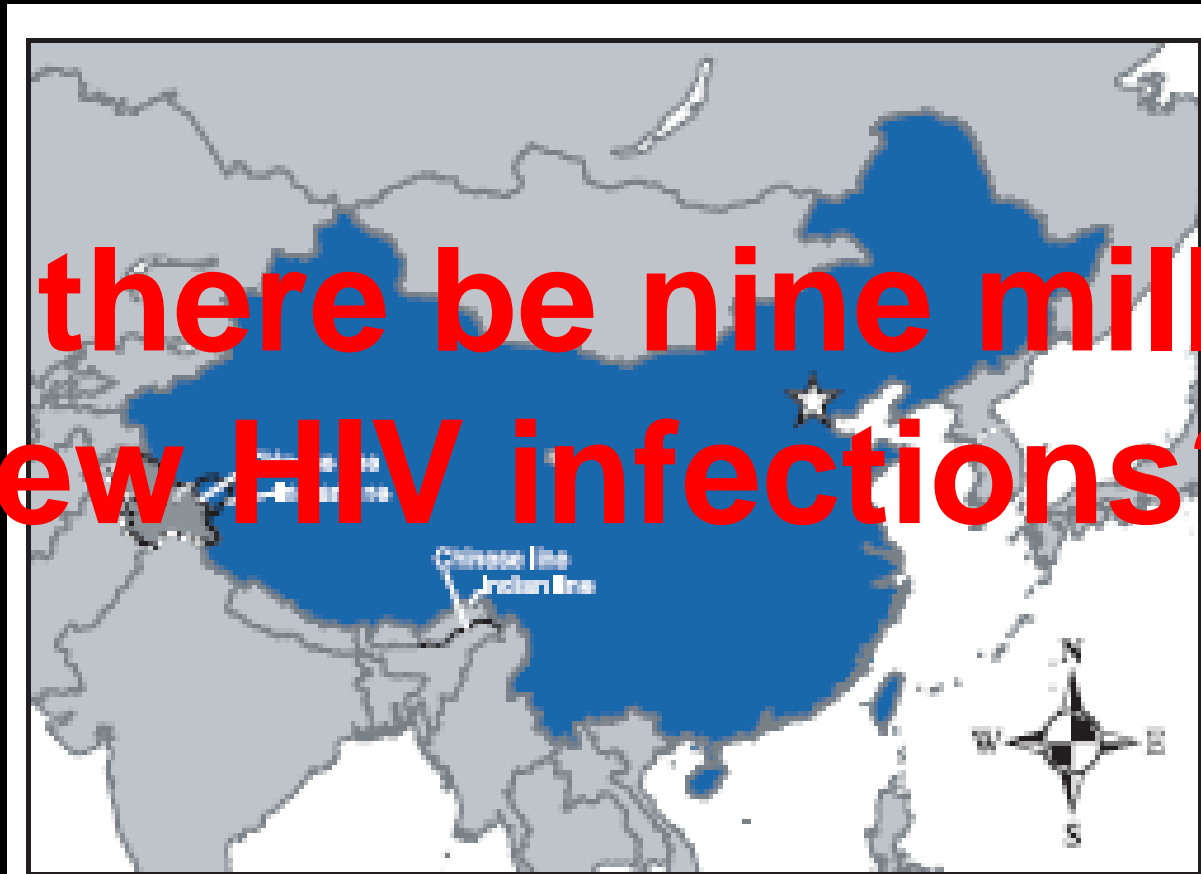 there be nine mill
ew HIV infections?
Chinese line
Indian line
N
W
E
S